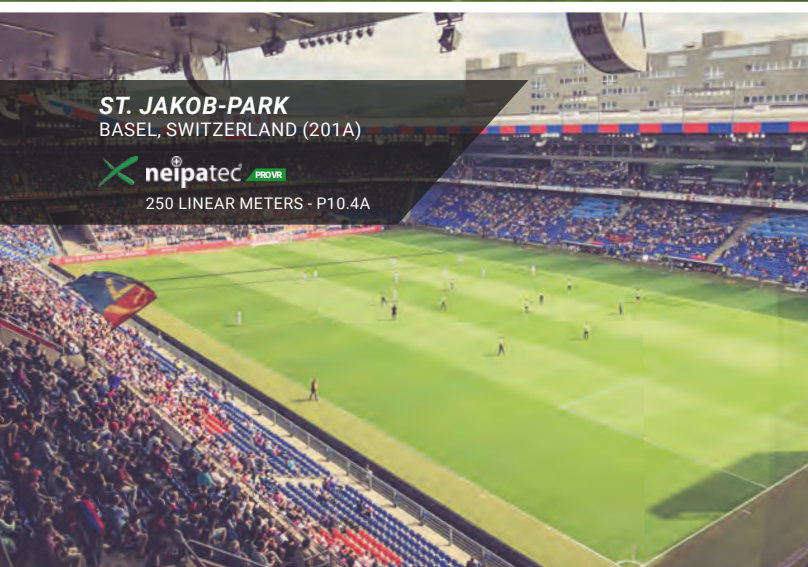 ST. JAKOB-PARK
BASEL, SWITZERLAND (201A)
neipatec PROVR
250 LINEAR METERS - P10.4A